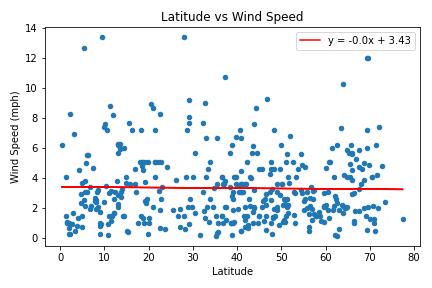 Latitude vs Wind Speed
y = -0.0x + 3.43
Wind Speed (mph)
14
12
10
8
6
4
2
0
0 10 20 30 40 50 60 70 80
Latitude